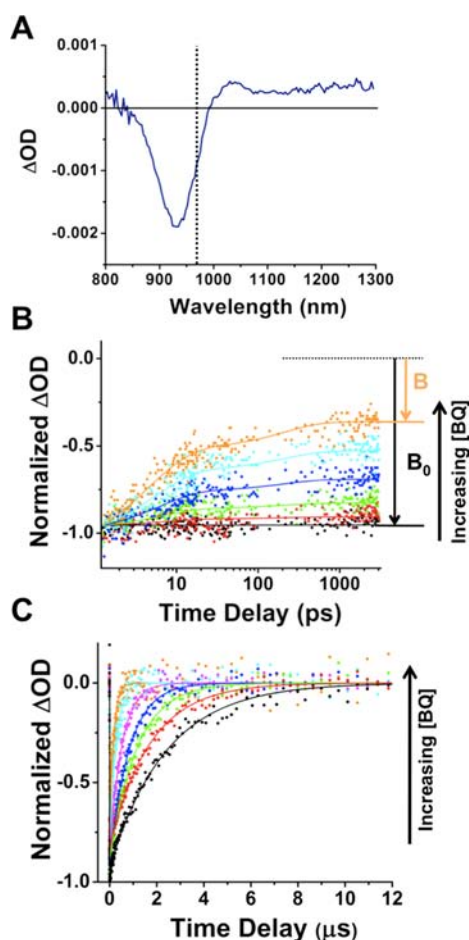 A
0.001
0.000
-0.001
-0.002
ΔOD
800 900 1000 1100 1200 1300
Wavelength (nm)
B
0.0
-0.5
-1.0
Normalized ΔOD
B
B₀
Increasing [BQ]
10 100 1000
Time Delay (ps)
C
0.0
-0.5
-1.0
Normalized ΔOD
Increasing [BQ]
0 2 4 6 8 10 12
Time Delay (μs)